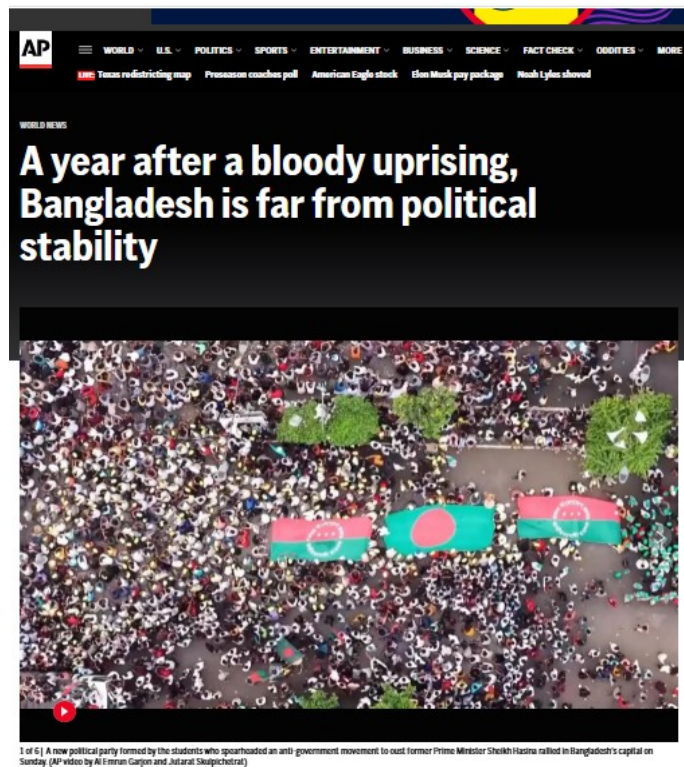 AP
WORLD U.S. POLITICS SPORTS ENTERTAINMENT BUSINESS SCIENCE FACT CHECK ODDITIES MORE
LIVE: Texas redistricting map Preseason coaches poll American Eagle stock Elon Musk pay package Noah Lyles shoved
WORLD NEWS
A year after a bloody uprising,
Bangladesh is far from political
stability
1 of 6 | A new political party formed by the students who spearheaded an anti-government movement to oust former Prime Minister Sheikh Hasina rallied in Bangladesh's capital on
Sunday. (AP video by Al Emrun Garjon and Jutarat Skulpichetrat)